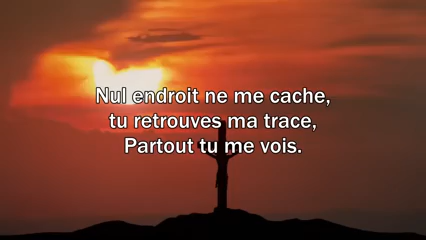 Nul endroit ne me cache,
tu retrouves ma trace,
Partout tu me vois.